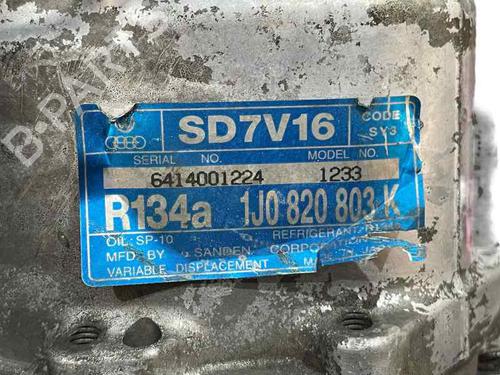 B-PARTS
SD7V16
CODE
SY3
SERIAL NO.
MODEL NO.
6414001224
1233
R134a
1J0 820 803 K
OIL: SP-10
REFRIGERANT:
MFD. BY SANDEN CORPORATION
VARIABLE DISPLACEMENT